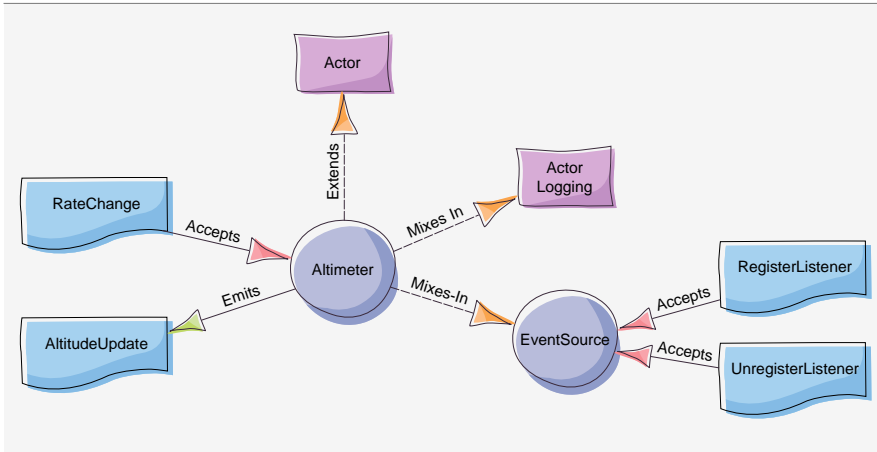 Actor
Extends
Actor
Logging
Mixes In
RateChange
Accepts
Altimeter
Mixes-In
Emits
AltitudeUpdate
EventSource
RegisterListener
Accepts
Accepts
UnregisterListener